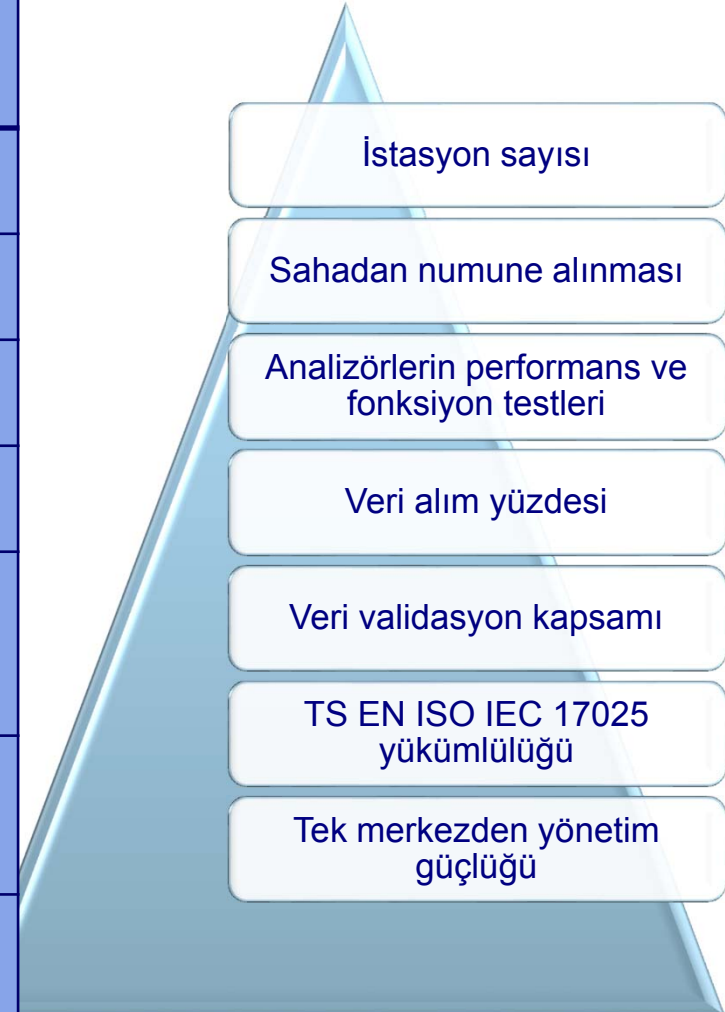 İstasyon sayısı
Sahadan numune alınması
Analizörlerin performans ve
fonksiyon testleri
Veri alım yüzdesi
Veri validasyon kapsamı
TS EN ISO IEC 17025
yükümlülüğü
Tek merkezden yönetim
güçlüğü